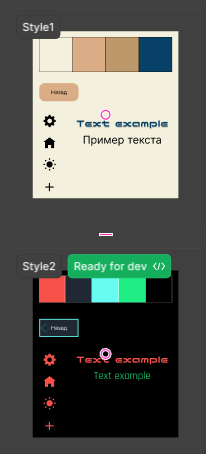 Style1
Назад
Text example
Пример текста
Style2
Ready for dev
Назад
Text example
Text example